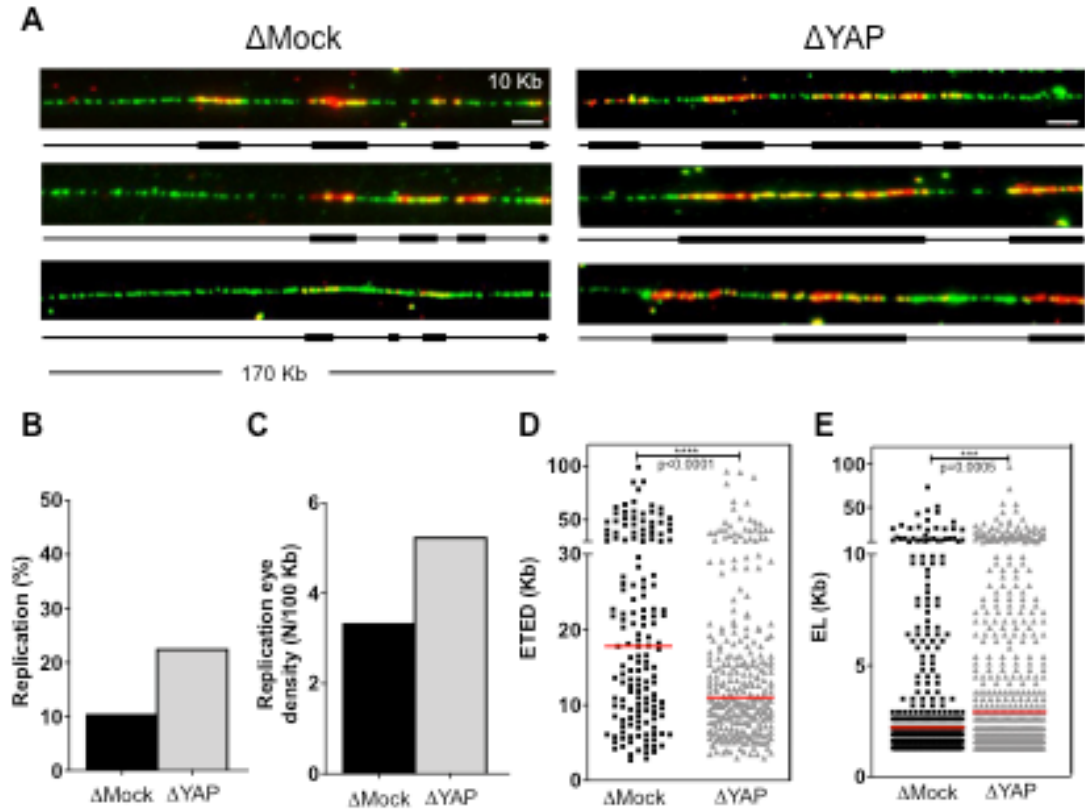 A
ΔMock ΔYAP
10 Kb
170 Kb
B C D E
Replication (%)
50
40
30
20
10
0
ΔMock ΔYAP
Replication eye
density (N/100 Kb)
6
4
2
0
ΔMock ΔYAP
ETED (Kb)
100
50
30
20
10
0
****
p<0.0001
ΔMock ΔYAP
EL (Kb)
100
50
10
5
0
***
p=0.0005
ΔMock ΔYAP